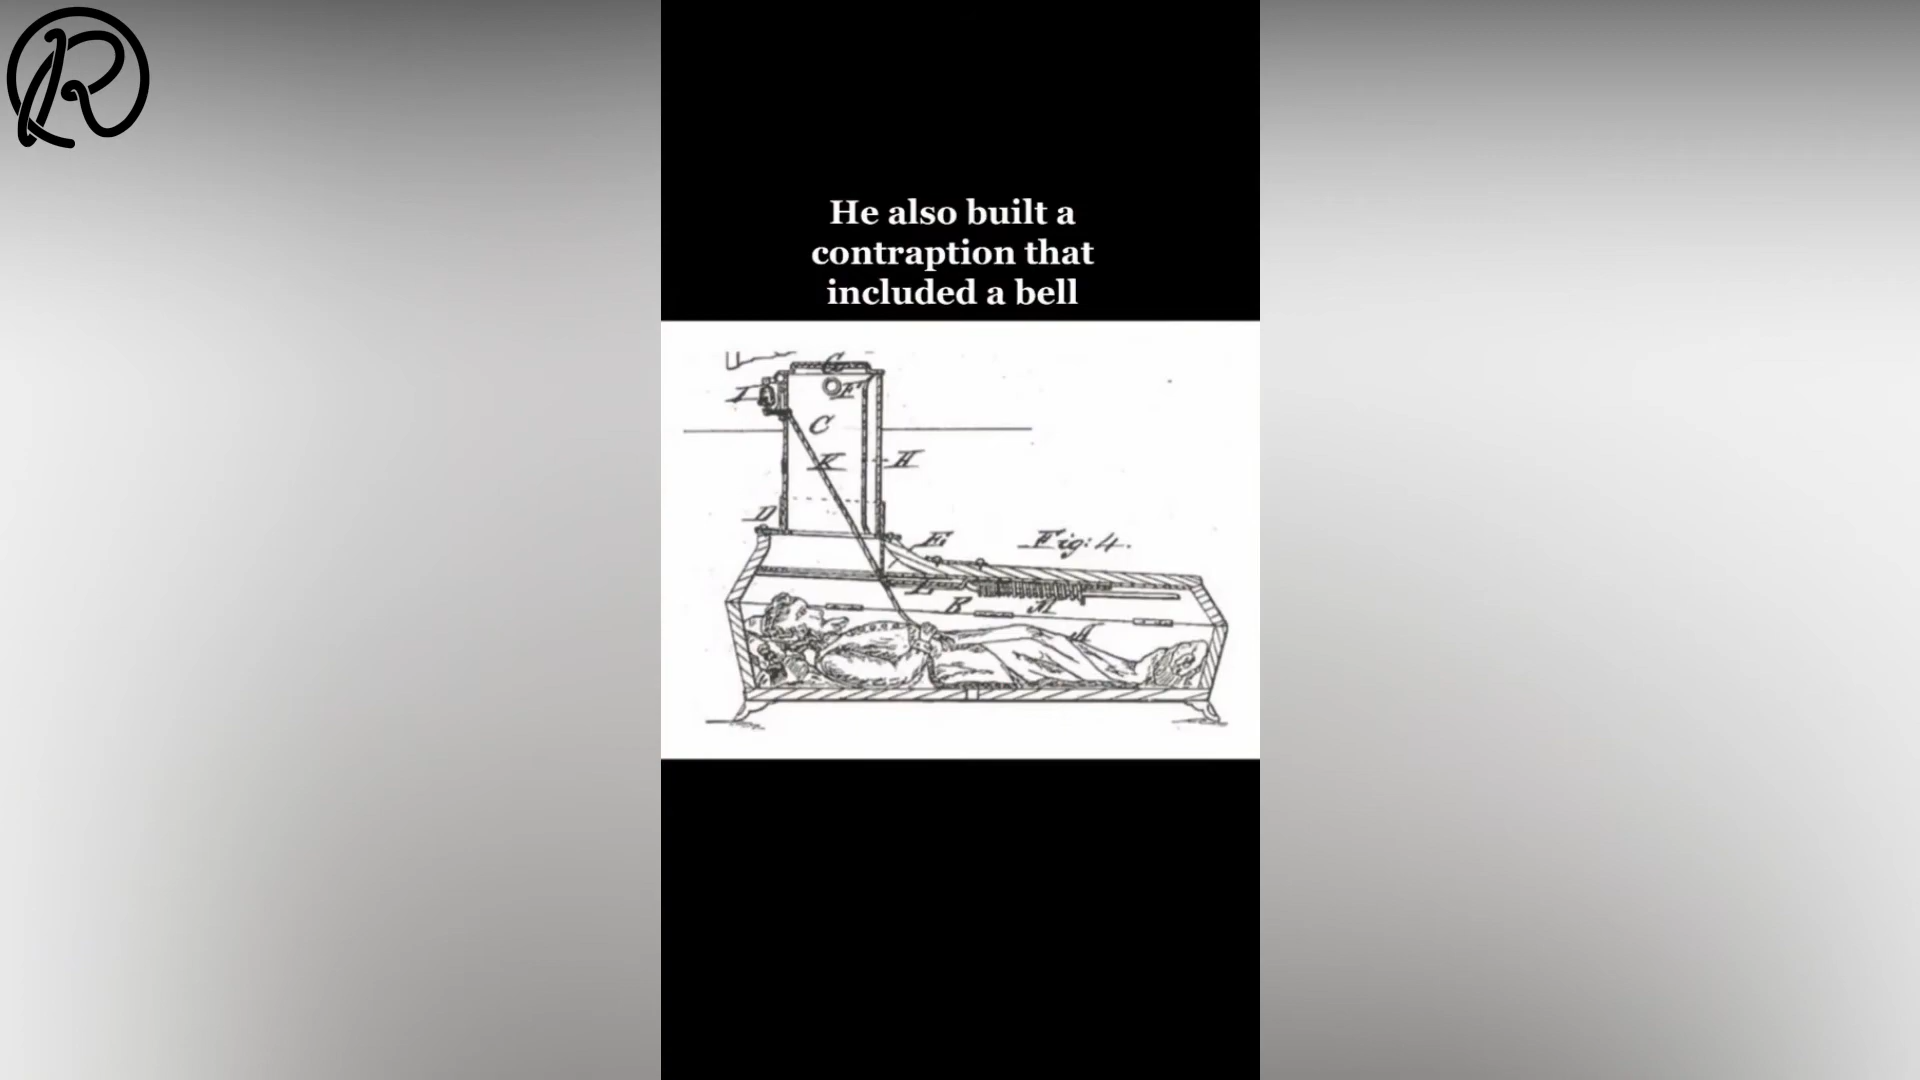 R
He also built a
contraption that
included a bell
G
I
F
C
K
H
D
E
Fig: 4.
L
B
M